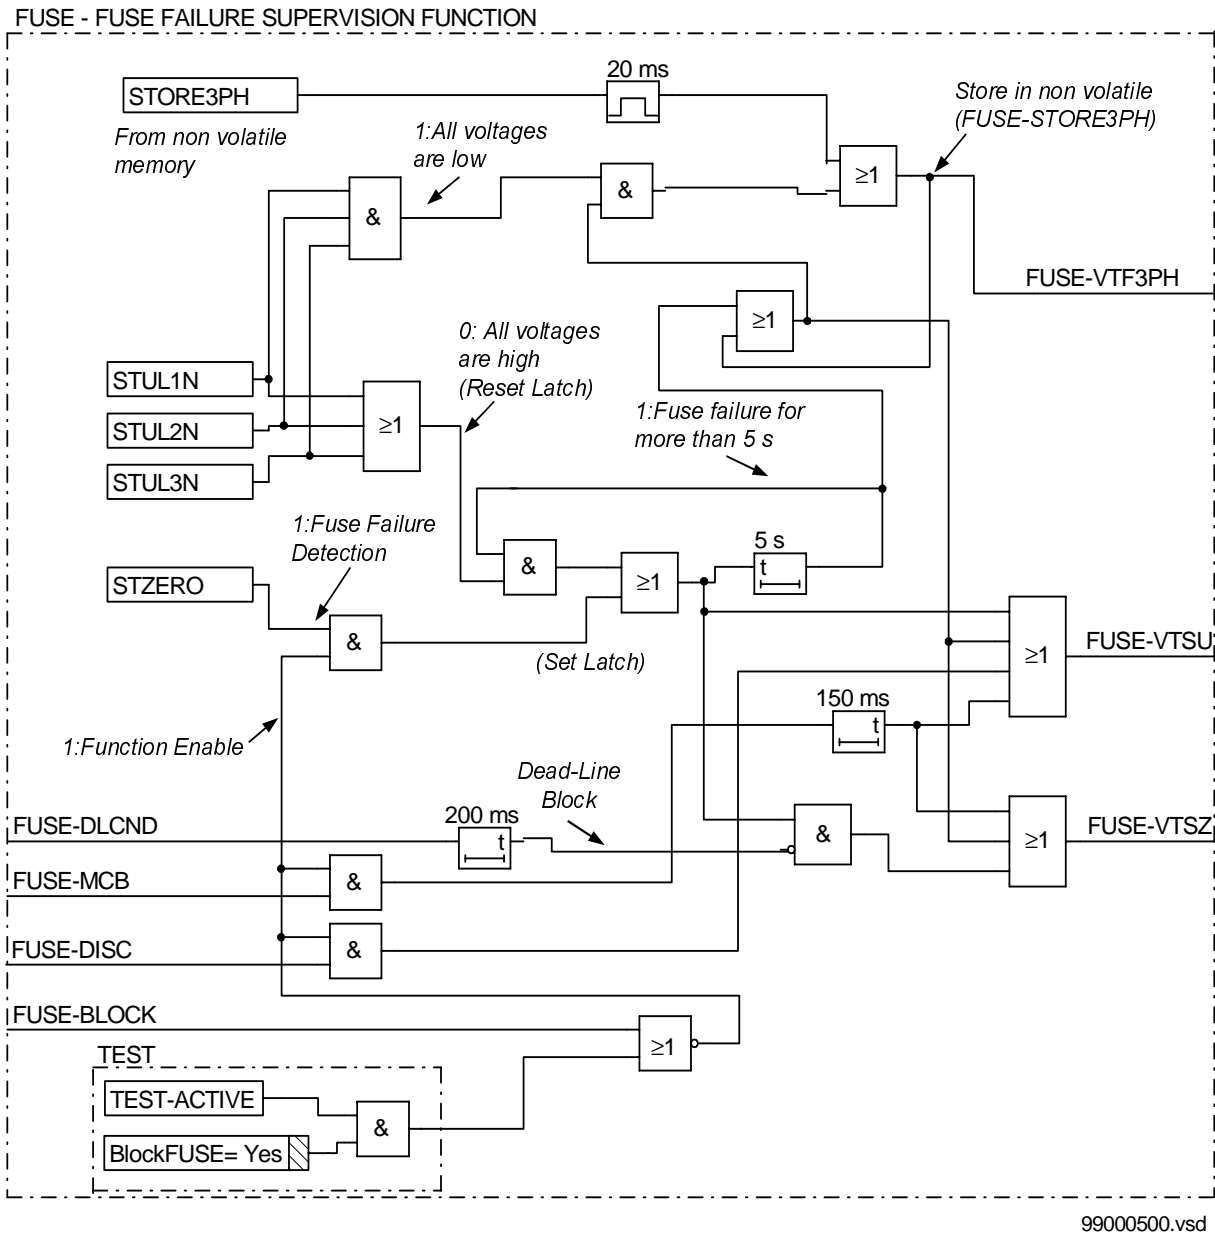 FUSE - FUSE FAILURE SUPERVISION FUNCTION
20 ms
STORE3PH
Store in non volatile
(FUSE-STORE3PH)
From non volatile
memory
1:All voltages
are low
≥1
&
&
FUSE-VTF3PH
≥1
0: All voltages
are high
(Reset Latch)
STUL1N
STUL2N
STUL3N
≥1
1:Fuse failure for
more than 5 s
1:Fuse Failure
Detection
5 s
t
&
≥1
STZERO
&
(Set Latch)
FUSE-VTSU
≥1
150 ms
t
1:Function Enable
Dead-Line
Block
200 ms
t
FUSE-DLCND
&
≥1
FUSE-VTSZ
FUSE-MCB
&
FUSE-DISC
&
FUSE-BLOCK
≥1
TEST
TEST-ACTIVE
&
BlockFUSE= Yes
99000500.vsd